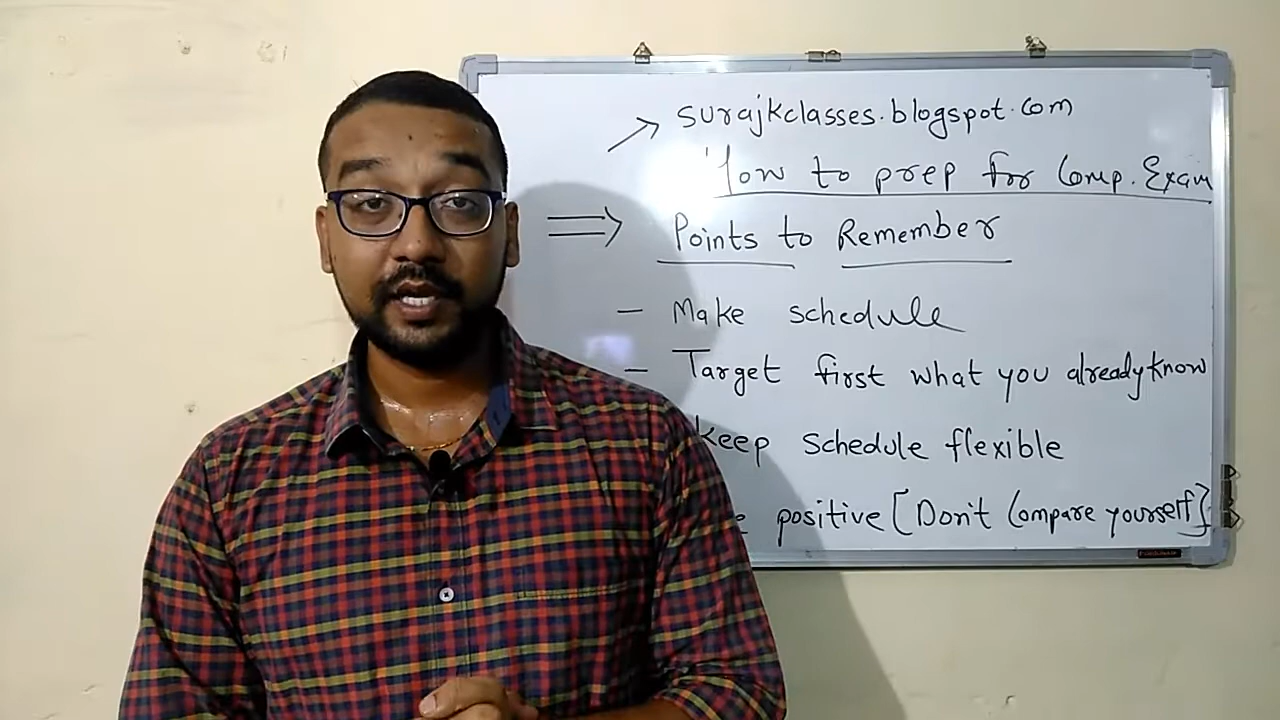 → surajkclasses.blogspot.com
How to prep for Comp. Exam
⇒ Points to Remember
- Make schedule
- Target first what you already know
keep schedule flexible
positive [Don't Compare yourself]